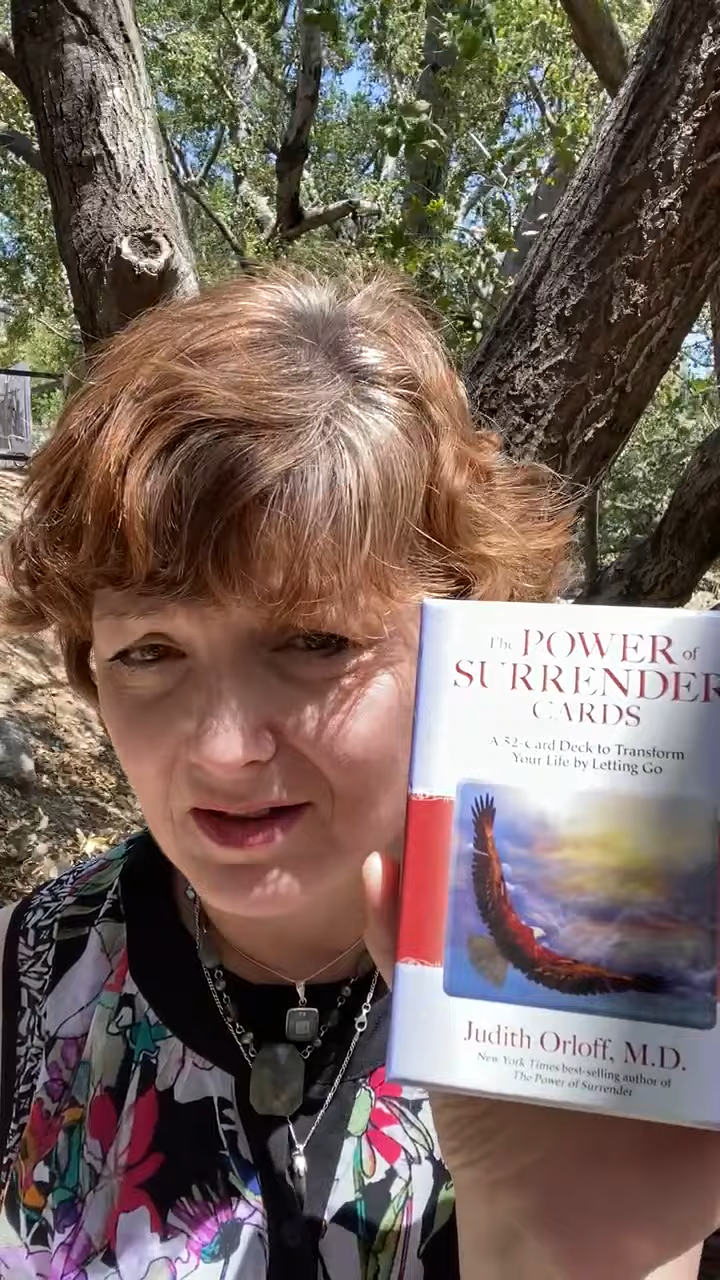 The POWER of
SURRENDER
CARDS
A 52-Card Deck to Transform
Your Life by Letting Go
Judith Orloff, M.D.
New York Times best-selling author of
The Power of Surrender